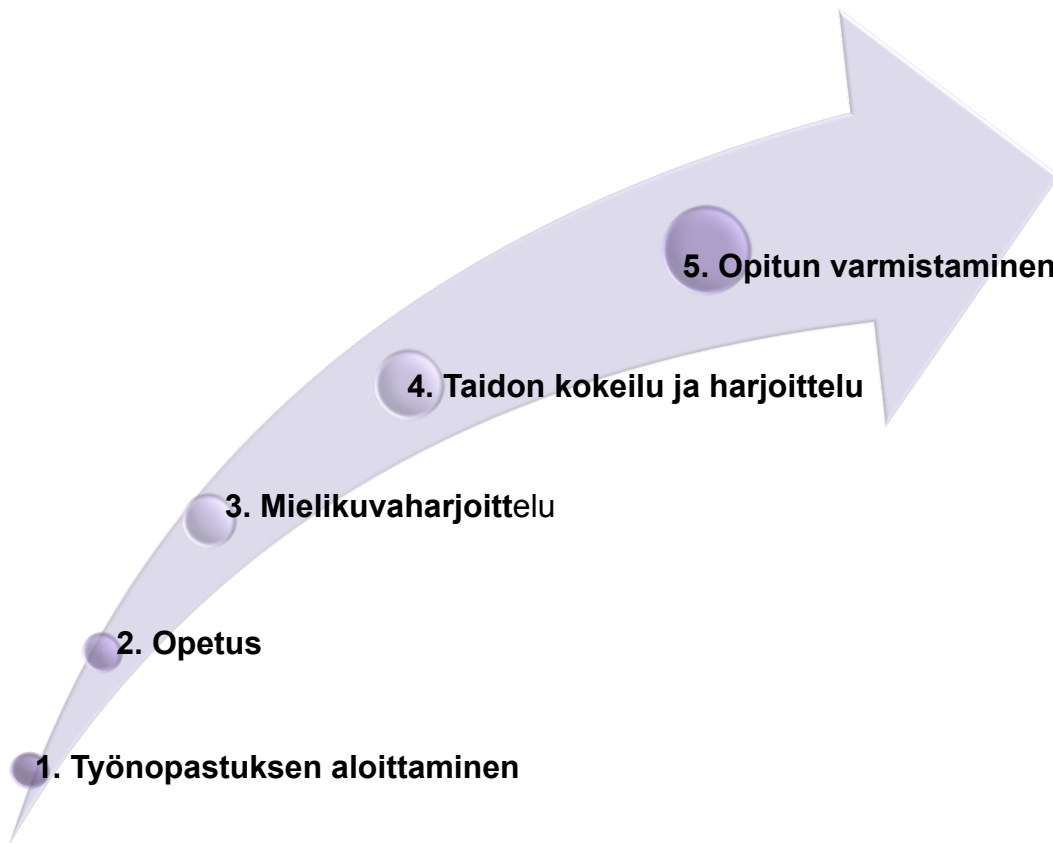 5. Opitun varmistaminen
4. Taidon kokeilu ja harjoittelu
3. Mielikuvaharjoittelu
2. Opetus
1. Työnopastuksen aloittaminen